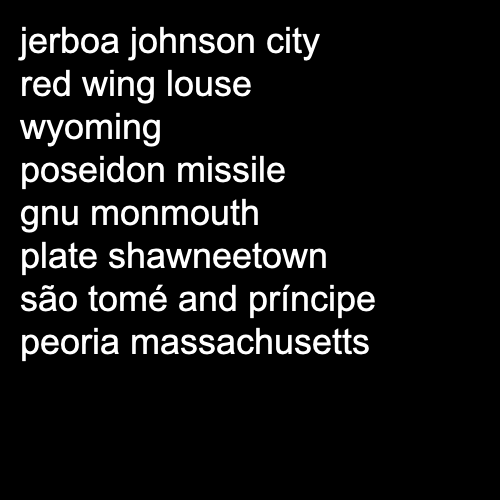 jerboa johnson city
red wing louse
wyoming
poseidon missile
gnu monmouth
plate shawneetown
são tomé and príncipe
peoria massachusetts